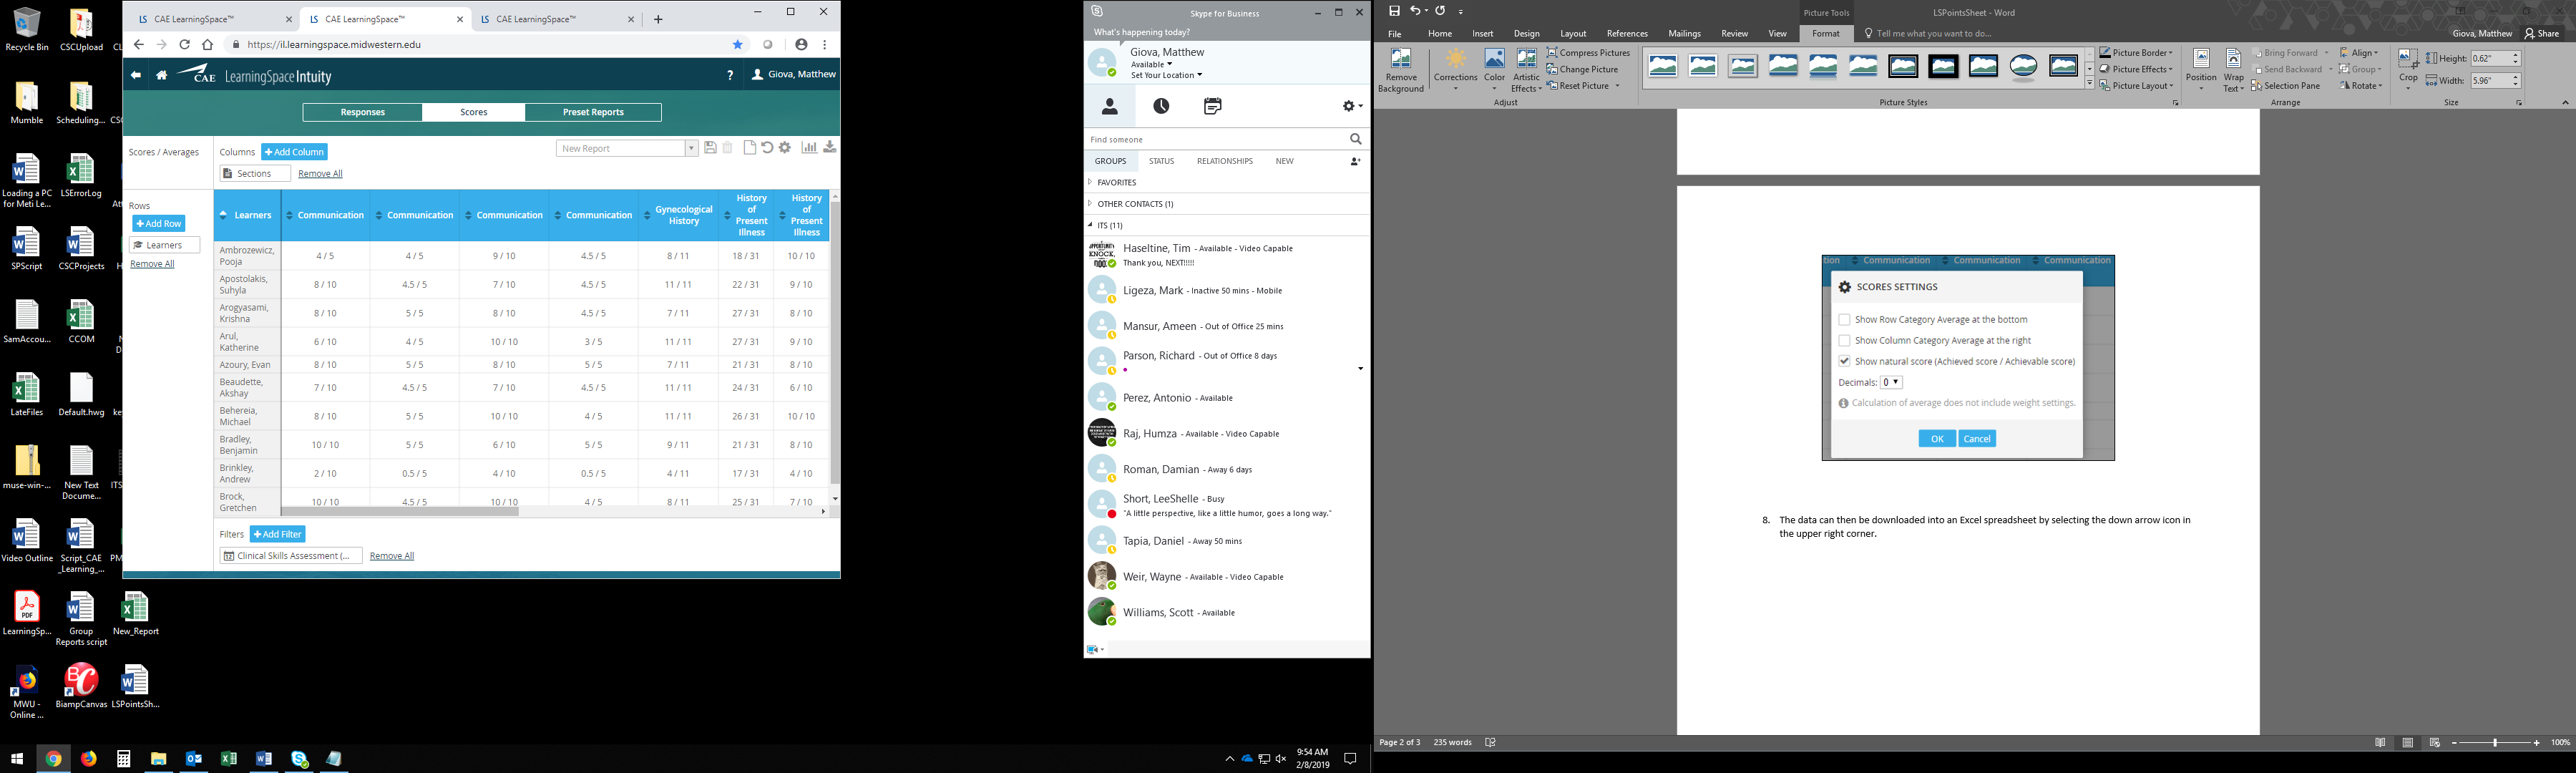 Recycle Bin
CSCUpload
CL
Mumble
Scheduling...
CSC
Loading a PC
for Meti Le...
LSErrorLog
Att
SPScript
CSCProjects
H
SamAccou...
CCOM
N
D
LateFiles
Default.hwg
ke
muse-win-...
New Text
Docume...
ITS
Video Outline
Script_CAE
_Learning_...
PM
LearningSp...
Group
Reports script
New_Report
MWU -
Online ...
BiampCanvas
LSPointsSh...
LS CAE LearningSpace™
LS CAE LearningSpace™
LS CAE LearningSpace™
https://il.learningspace.midwestern.edu
CAE LearningSpace Intuity
? Giova, Matthew
Responses Scores Preset Reports
Scores / Averages
Columns + Add Column
New Report
Sections Remove All
Rows
+ Add Row
Learners
Remove All
Learners Communication Communication Communication Communication Gynecological History History of Present Illness History of Present Illness
Ambrozewicz, Pooja 4 / 5 4 / 5 9 / 10 4.5 / 5 8 / 11 18 / 31 10 / 10
Apostolakis, Suhyla 8 / 10 4.5 / 5 7 / 10 4.5 / 5 11 / 11 22 / 31 9 / 10
Arogyasami, Krishna 8 / 10 5 / 5 8 / 10 4.5 / 5 7 / 11 27 / 31 8 / 10
Arul, Katherine 6 / 10 4 / 5 10 / 10 3 / 5 11 / 11 27 / 31 9 / 10
Azoury, Evan 8 / 10 5 / 5 8 / 10 5 / 5 7 / 11 21 / 31 8 / 10
Beaudette, Akshay 7 / 10 4.5 / 5 7 / 10 4.5 / 5 11 / 11 24 / 31 6 / 10
Behereia, Michael 8 / 10 5 / 5 10 / 10 4 / 5 11 / 11 26 / 31 10 / 10
Bradley, Benjamin 10 / 10 5 / 5 6 / 10 5 / 5 9 / 11 21 / 31 8 / 10
Brinkley, Andrew 2 / 10 0.5 / 5 4 / 10 0.5 / 5 4 / 11 17 / 31 4 / 10
Brock, Gretchen 10 / 10 4.5 / 5 10 / 10 4 / 5 8 / 11 25 / 31 7 / 10
Filters + Add Filter
12 Clinical Skills Assessment (... Remove All
Skype for Business
What's happening today?
Giova, Matthew
Available
Set Your Location
Find someone
GROUPS STATUS RELATIONSHIPS NEW
FAVORITES
OTHER CONTACTS (1)
ITS (11)
Haseltine, Tim - Available - Video Capable
Thank you, NEXT!!!!!
Ligeza, Mark - Inactive 50 mins - Mobile
Mansur, Ameen - Out of Office 25 mins
Parson, Richard - Out of Office 8 days
Perez, Antonio - Available
Raj, Humza - Available - Video Capable
Roman, Damian - Away 6 days
Short, LeeShelle - Busy
"A little perspective, like a little humor, goes a long way."
Tapia, Daniel - Away 50 mins
Weir, Wayne - Available - Video Capable
Williams, Scott - Available
9:54 AM
2/8/2019
Picture Tools
LSPointsSheet - Word
File Home Insert Design Layout References Mailings Review View Format Tell me what you want to do...
Giova, Matthew Share
Remove
Background
Corrections
Color
Artistic
Effects
Compress Pictures
Change Picture
Reset Picture
Adjust
Picture Styles
Picture Border
Picture Effects
Picture Layout
Position
Wrap
Text
Bring Forward
Send Backward
Selection Pane
Align
Group
Rotate
Arrange
Crop
Height: 0.62"
Width: 5.96"
Size
tion Communication Communication Communication
SCORES SETTINGS
Show Row Category Average at the bottom
Show Column Category Average at the right
Show natural score (Achieved score / Achievable score)
Decimals: 0
Calculation of average does not include weight settings.
OK Cancel
8. The data can then be downloaded into an Excel spreadsheet by selecting the down arrow icon in
the upper right corner.
Page 2 of 3 235 words
100%